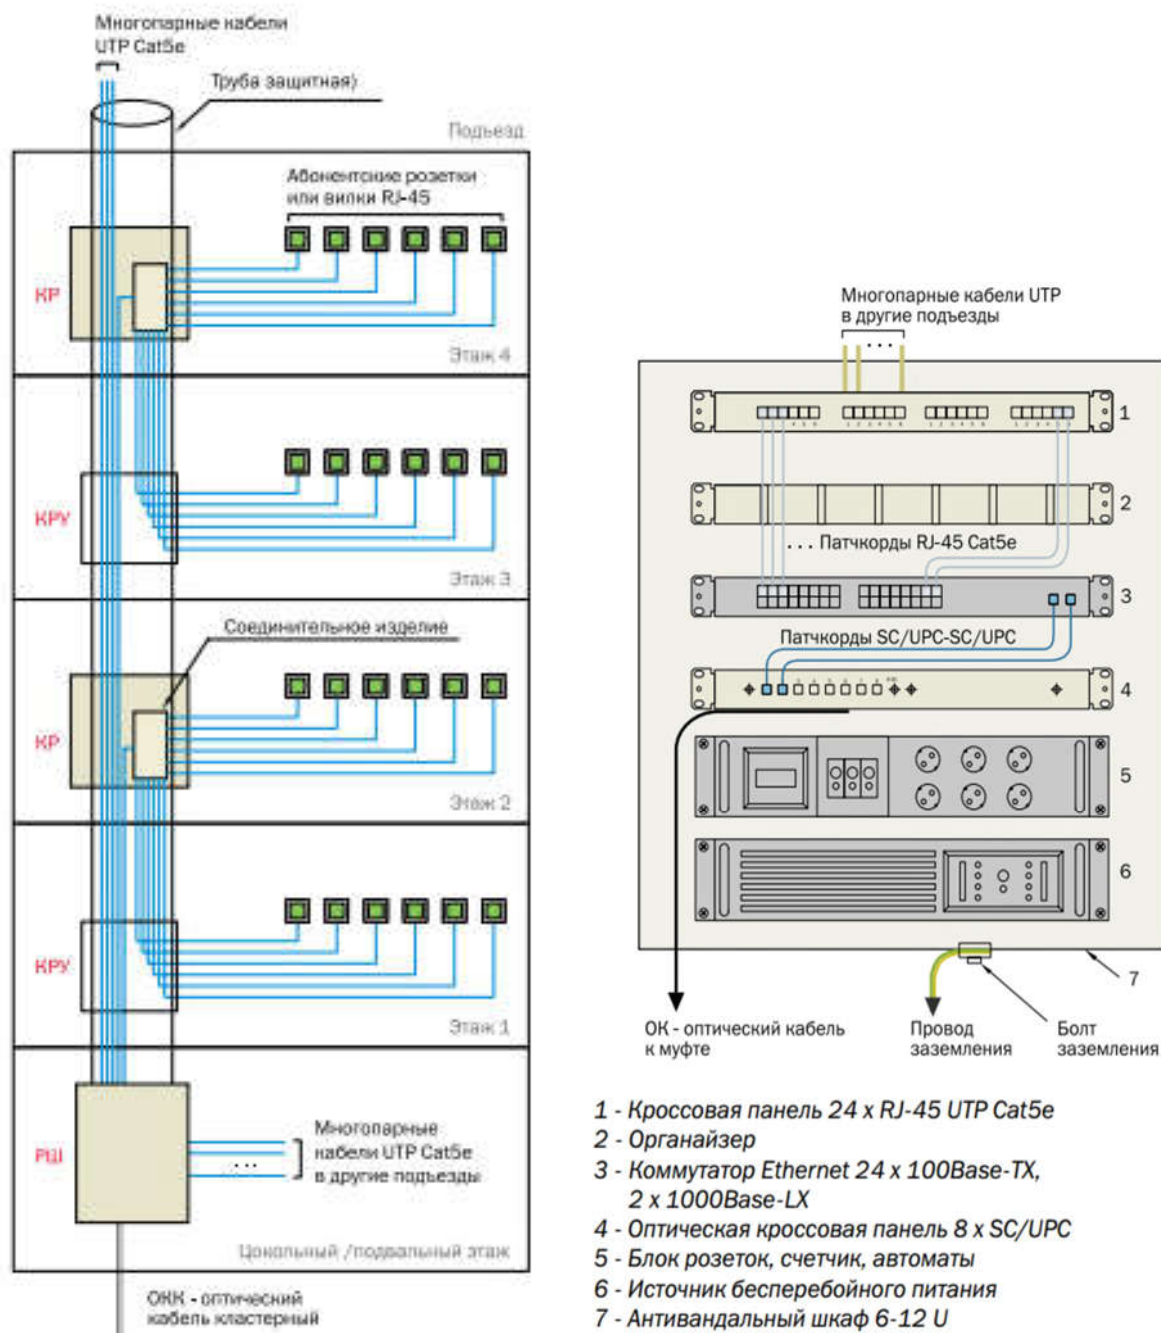 Многопарные кабели
UTP Cat5e
Труба защитная)
Подъезд
Абонентские розетки
или вилки RJ-45
КР
Этаж 4
КРУ
Этаж 3
Соединительное изделие
КР
Этаж 2
КРУ
Этаж 1
РШ
Многопарные
кабели UTP Cat5e
в другие подъезды
...
Цокольный /подвальный этаж
ОКК - оптический
кабель кластерный
Многопарные кабели UTP
в другие подъезды
...
1
2
... Патчкорды RJ-45 Cat5e
3
Патчкорды SC/UPC-SC/UPC
4
5
6
7
ОК - оптический кабель
к муфте
Провод
заземления
Болт
заземления
1 - Кроссовая панель 24 x RJ-45 UTP Cat5e
2 - Органайзер
3 - Коммутатор Ethernet 24 x 100Base-TX,
2 x 1000Base-LX
4 - Оптическая кроссовая панель 8 x SC/UPC
5 - Блок розеток, счетчик, автоматы
6 - Источник бесперебойного питания
7 - Антивандальный шкаф 6-12 U